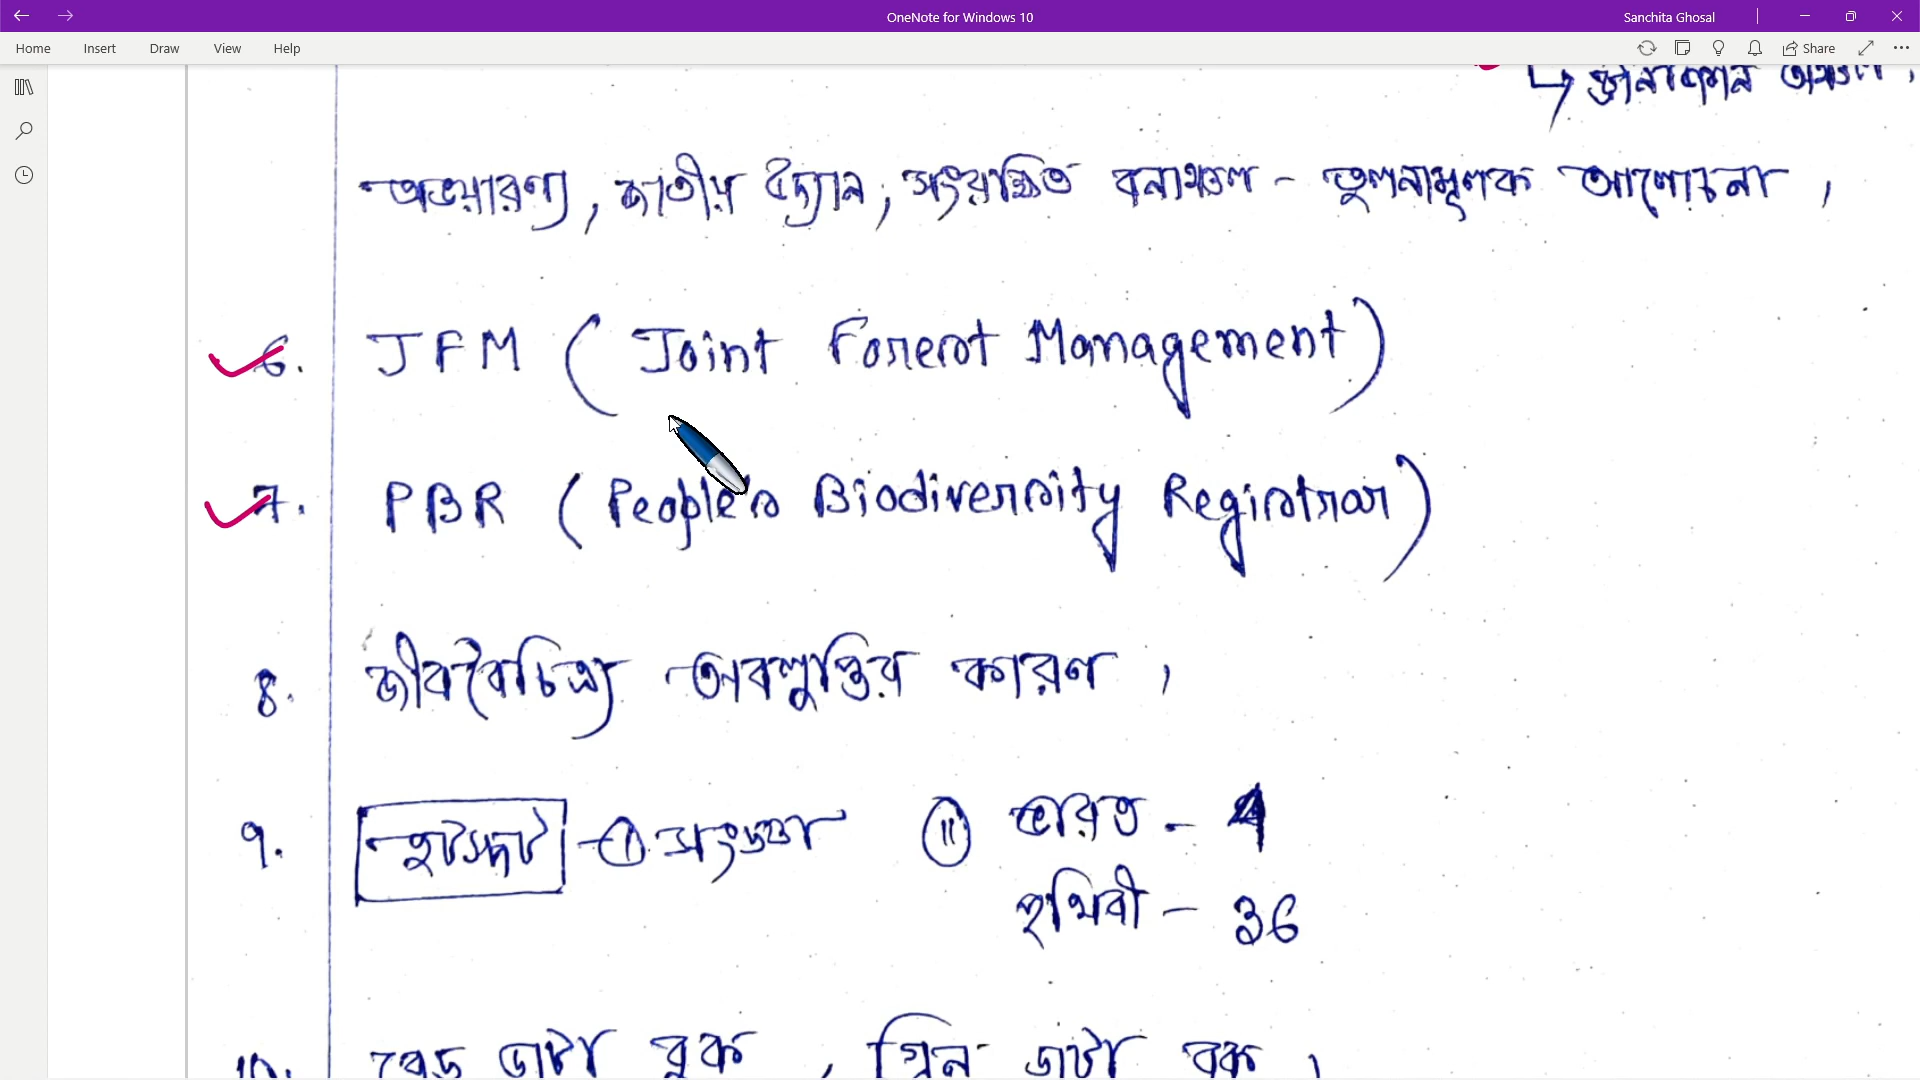 OneNote for Windows 10
Sanchita Ghosal
Home Insert Draw View Help
Share
অভয়ারণ্য, জাতীয় উদ্যান, সংরক্ষিত বনাঞ্চল - তুলনামূলক আলোচনা,
6. JFM (Joint Forest Management)
7. PBR (People's Biodiversity Registrar)
8. জীববৈচিত্র্য অবলুপ্তির কারণ,
9. হটস্পট - (i) সংজ্ঞা (ii) ভারত - 4
পৃথিবী - 36
10. রেড ডাটা বুক, গ্রিন ডাটা বুক,